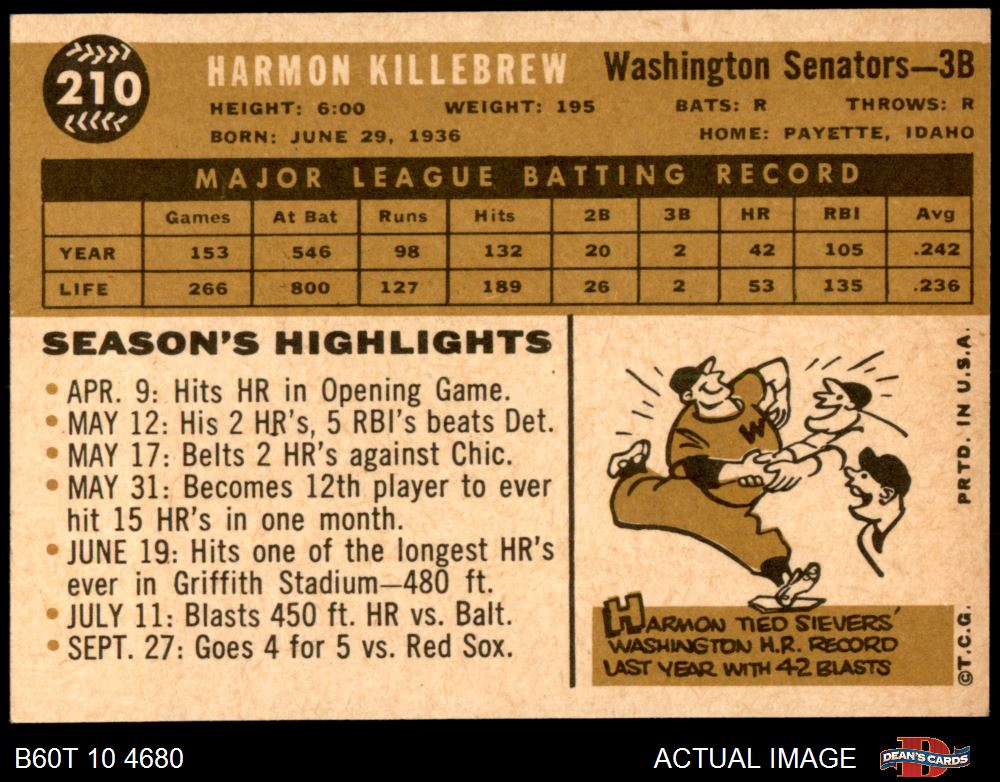 210
HARMON KILLEBREW Washington Senators—3B
HEIGHT: 6:00 WEIGHT: 195 BATS: R THROWS: R
BORN: JUNE 29, 1936 HOME: PAYETTE, IDAHO
MAJOR LEAGUE BATTING RECORD
Games At Bat Runs Hits 2B 3B HR RBI Avg
YEAR 153 546 98 132 20 2 42 105 .242
LIFE 266 800 127 189 26 2 53 135 .236
SEASON'S HIGHLIGHTS
• APR. 9: Hits HR in Opening Game.
• MAY 12: His 2 HR's, 5 RBI's beats Det.
• MAY 17: Belts 2 HR's against Chic.
• MAY 31: Becomes 12th player to ever
hit 15 HR's in one month.
• JUNE 19: Hits one of the longest HR's
ever in Griffith Stadium—480 ft.
• JULY 11: Blasts 450 ft. HR vs. Balt.
• SEPT. 27: Goes 4 for 5 vs. Red Sox.
W
HARMON TIED SIEVERS'
WASHINGTON H.R. RECORD
LAST YEAR WITH 42 BLASTS
©T.C.G. PRTD. IN U.S.A.
B60T 10 4680 ACTUAL IMAGE DEAN'S CARDS